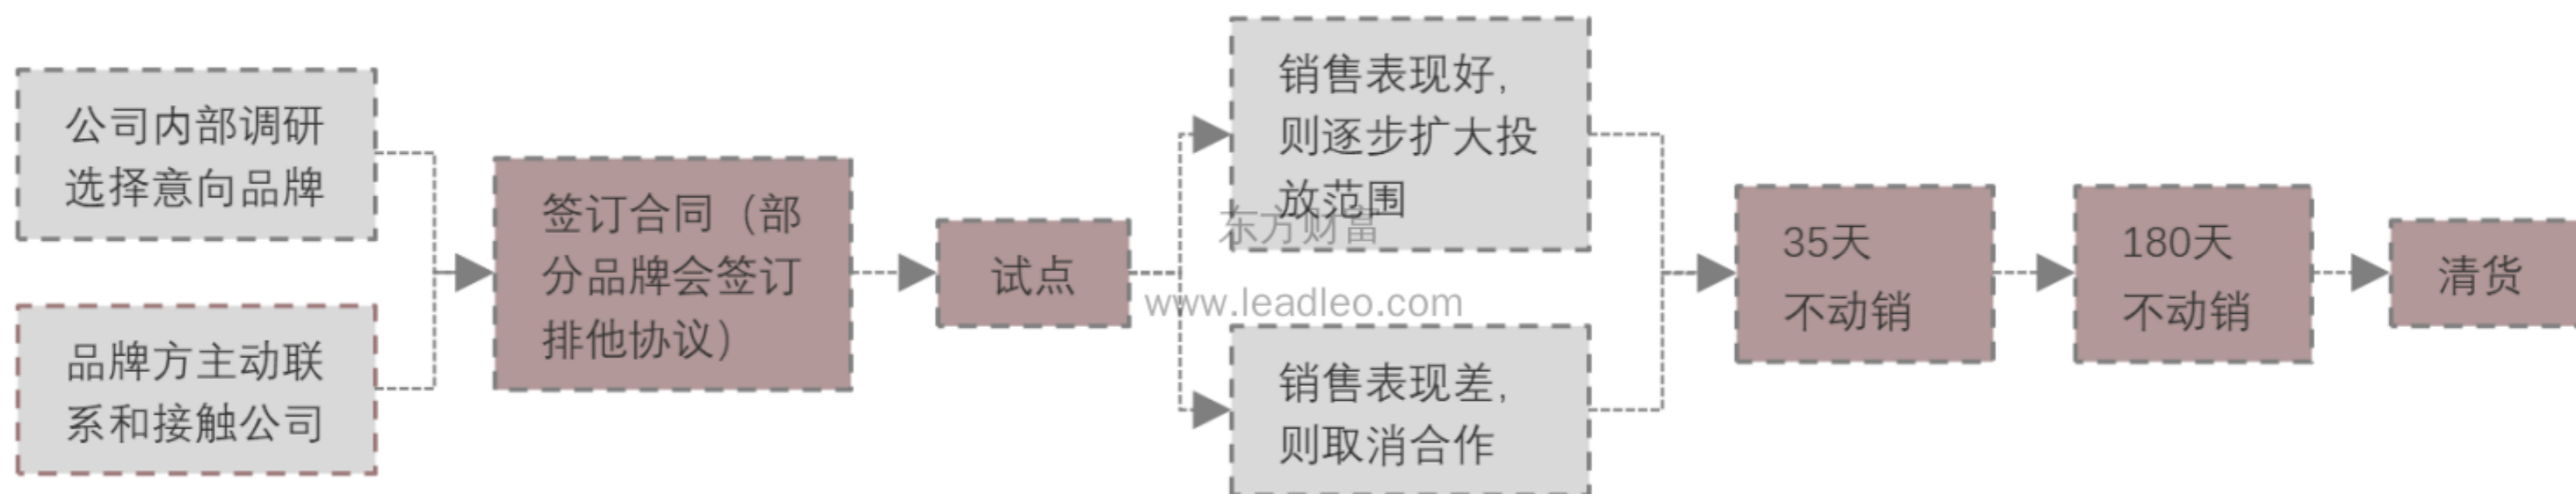 公司内部调研
选择意向品牌
品牌方主动联
系和接触公司
签订合同（部
分品牌会签订
排他协议）
试点
销售表现好，
则逐步扩大投
放范围
东方财富
www.leadleo.com
销售表现差，
则取消合作
35天
不动销
180天
不动销
清货